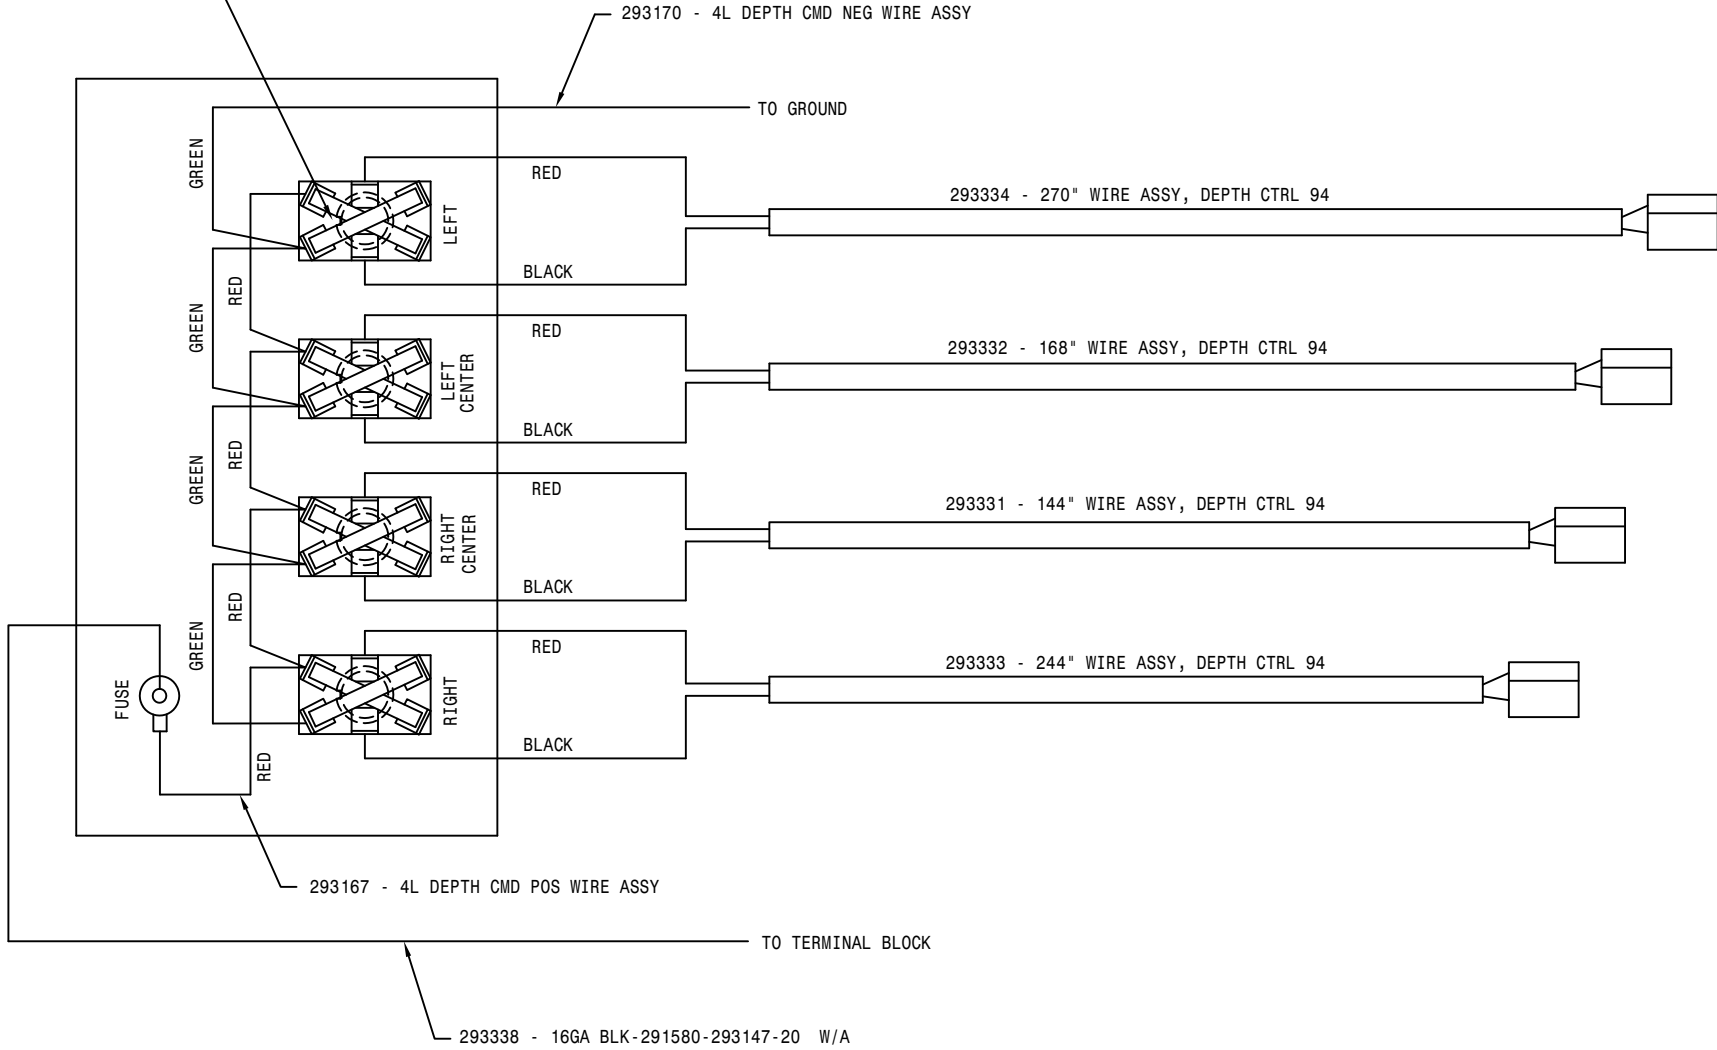 293170 - 4L DEPTH CMD NEG WIRE ASSY
TO GROUND
GREEN
RED
LEFT
RED
BLACK
293334 - 270" WIRE ASSY, DEPTH CTRL 94
GREEN
RED
LEFT
CENTER
RED
BLACK
293332 - 168" WIRE ASSY, DEPTH CTRL 94
GREEN
RED
RIGHT
CENTER
RED
BLACK
293331 - 144" WIRE ASSY, DEPTH CTRL 94
GREEN
RED
RIGHT
RED
BLACK
293333 - 244" WIRE ASSY, DEPTH CTRL 94
FUSE
RED
293167 - 4L DEPTH CMD POS WIRE ASSY
TO TERMINAL BLOCK
293338 - 16GA BLK-291580-293147-20 W/A